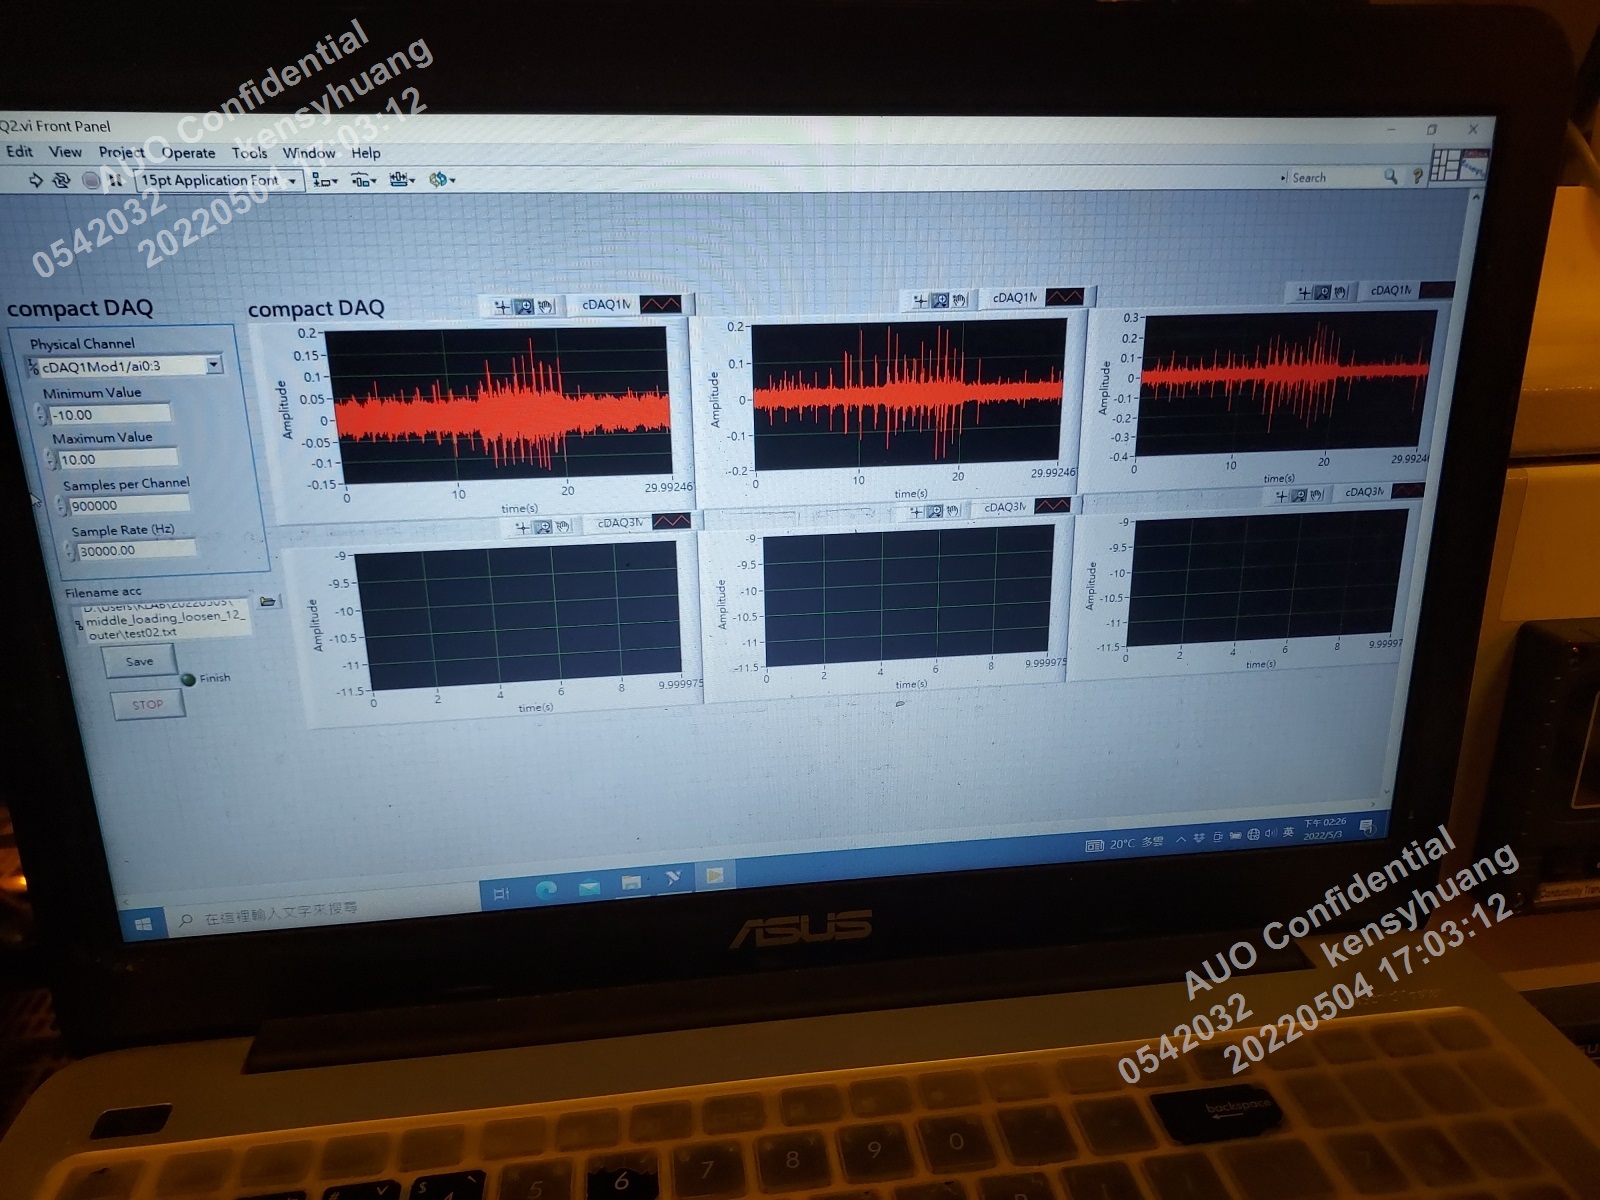 AUO Confidential
kensyhuang
0542032
20220504 17:03:12
Q2.vi Front Panel
Edit View Project Operate Tools Window Help
15pt Application Font
Search
compact DAQ
Physical Channel
cDAQ1Mod1/ai0:3
Minimum Value
-10.00
Maximum Value
10.00
Samples per Channel
900000
Sample Rate (Hz)
30000.00
Filename acc
middle_loading_loosen_12_
outer\test02.txt
Save
Finish
STOP
compact DAQ
cDAQ1M
Amplitude
0.2
0.15
0.1
0.05
0
-0.05
-0.1
-0.15
0 10 20 29.99246
time(s)
cDAQ1M
Amplitude
0.2
0.1
0
-0.1
-0.2
0 10 20 29.99246
time(s)
cDAQ1M
Amplitude
0.3
0.2
0.1
0
-0.1
-0.2
-0.3
-0.4
0 10 20 29.9924
time(s)
cDAQ3M
Amplitude
-9
-9.5
-10
-10.5
-11
-11.5
0 2 4 6 8 9.999975
time(s)
cDAQ3M
Amplitude
-9
-9.5
-10
-10.5
-11
-11.5
0 2 4 6 8 9.999975
time(s)
cDAQ3M
Amplitude
-9
-9.5
-10
-10.5
-11
-11.5
0 2 4 6 8 9.99997
time(s)
在這裡輸入文字來搜尋
20°C 多雲
英
下午 02:26
2022/5/3
ASUS
AUO Confidential
kensyhuang
0542032
20220504 17:03:12
backspace
5 6 7 8 9 0